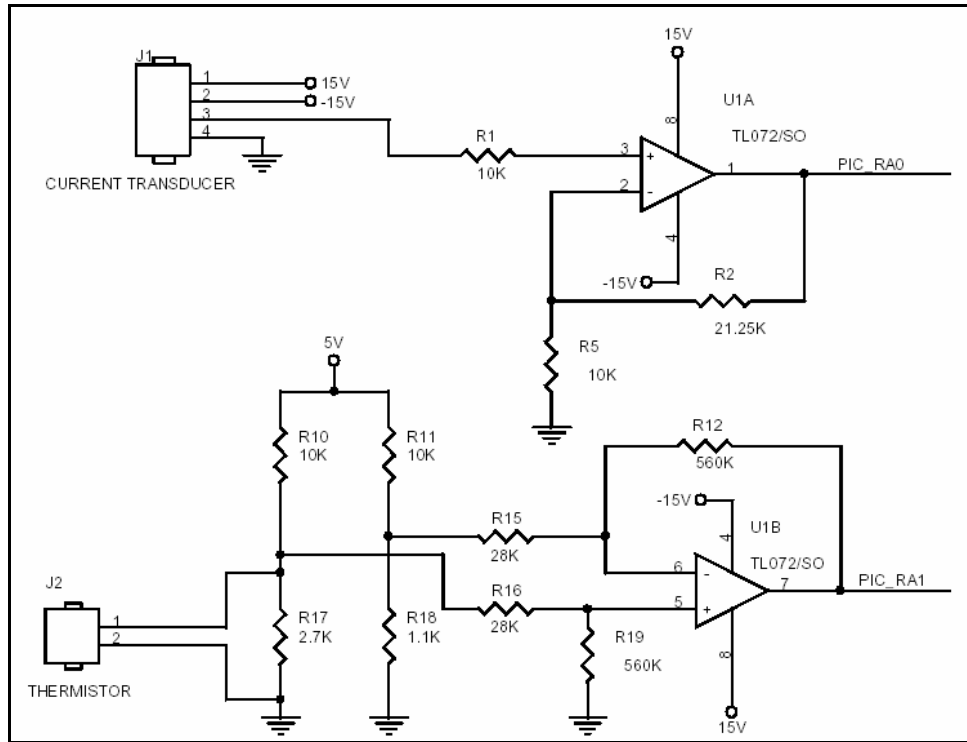 J1
1
2
3
4
15V
-15V
CURRENT TRANSDUCER
R1
10K
15V
8
U1A
TL072/SO
3
+
2
-
1
PIC_RA0
4
-15V
R2
21.25K
R5
10K
5V
R10
10K
R11
10K
R12
560K
-15V
4
U1B
TL072/SO
R15
28K
6
-
5
+
7
PIC_RA1
R16
28K
J2
1
2
THERMISTOR
R17
2.7K
R18
1.1K
R19
560K
8
15V